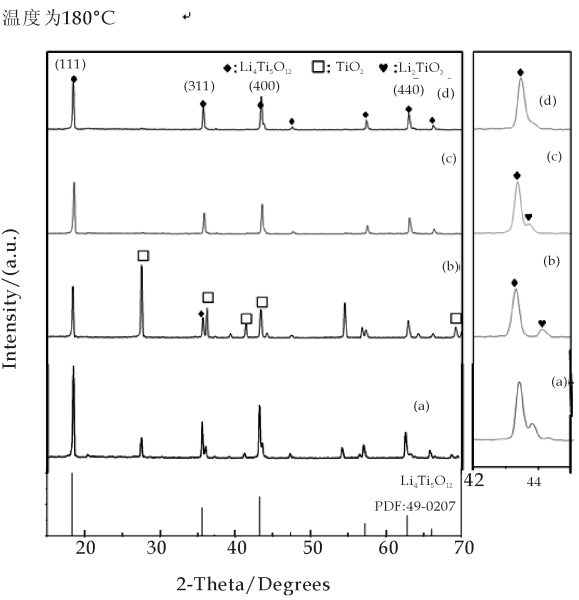 温度为180°C ↵
(111)
◆:Li₄Ti₅O₁₂ □:TiO₂ ♥:Li₂TiO₃
(311) (400) (440) (d)
(c)
(b)
(a)
Li₄Ti₅O₁₂
PDF:49-0207
Intensity/(a.u.)
20 30 40 50 60 70
2-Theta/Degrees
(d)
(c)
(b)
(a)
42 44